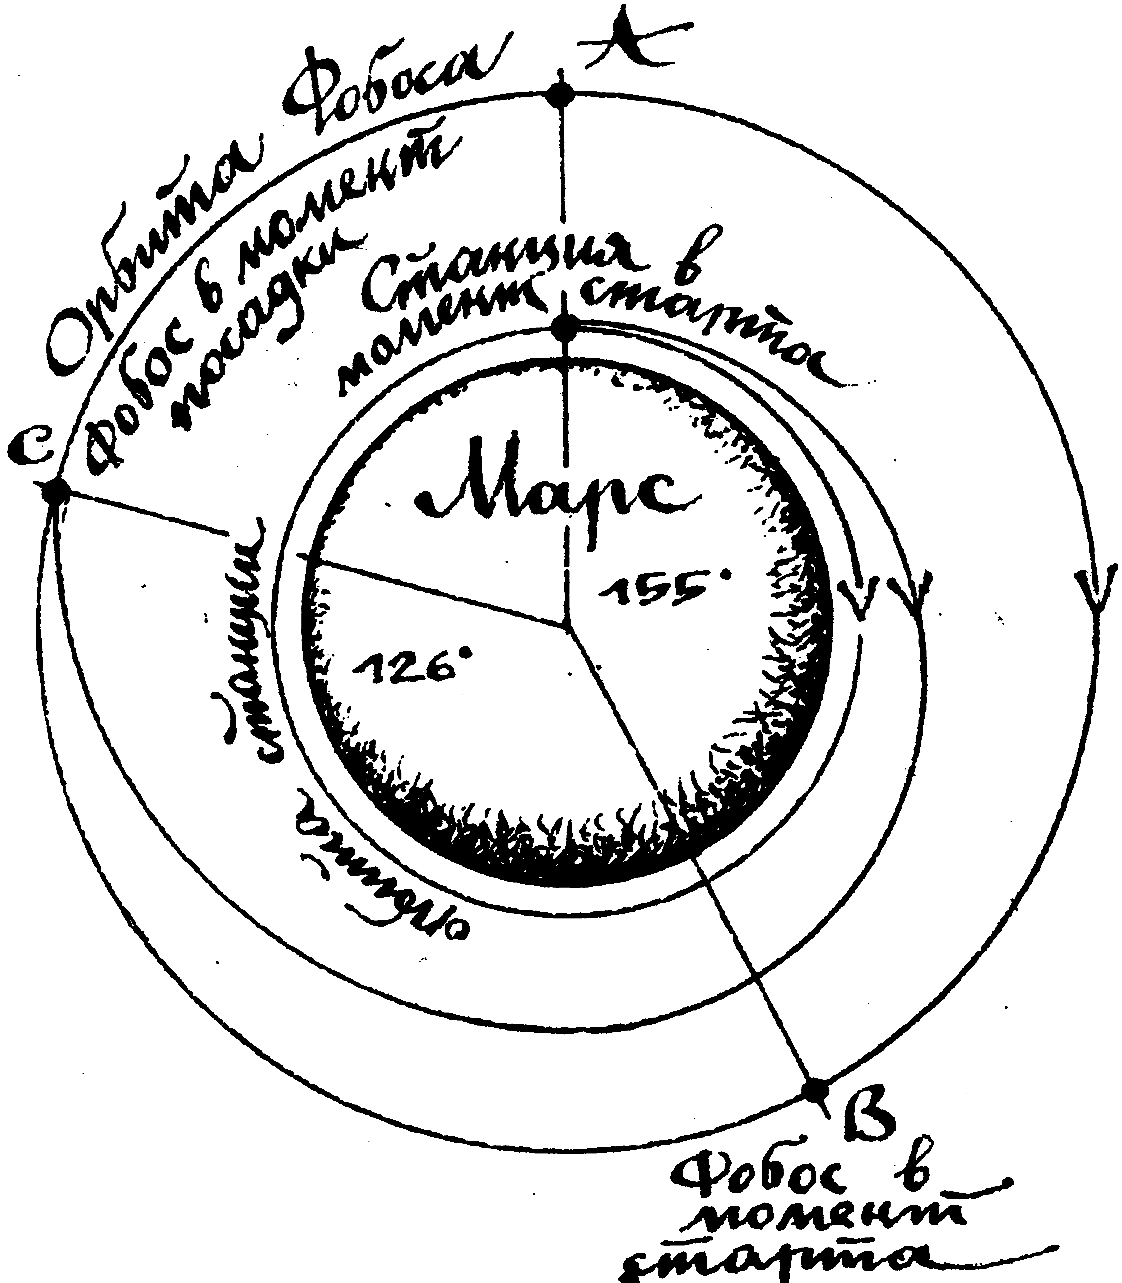 А
Орбита Фобоса
Фобос в момент
посадки
Станция в
момент старта
С
Марс
155°
126°
орбита станции
В
Фобос в
момент
старта